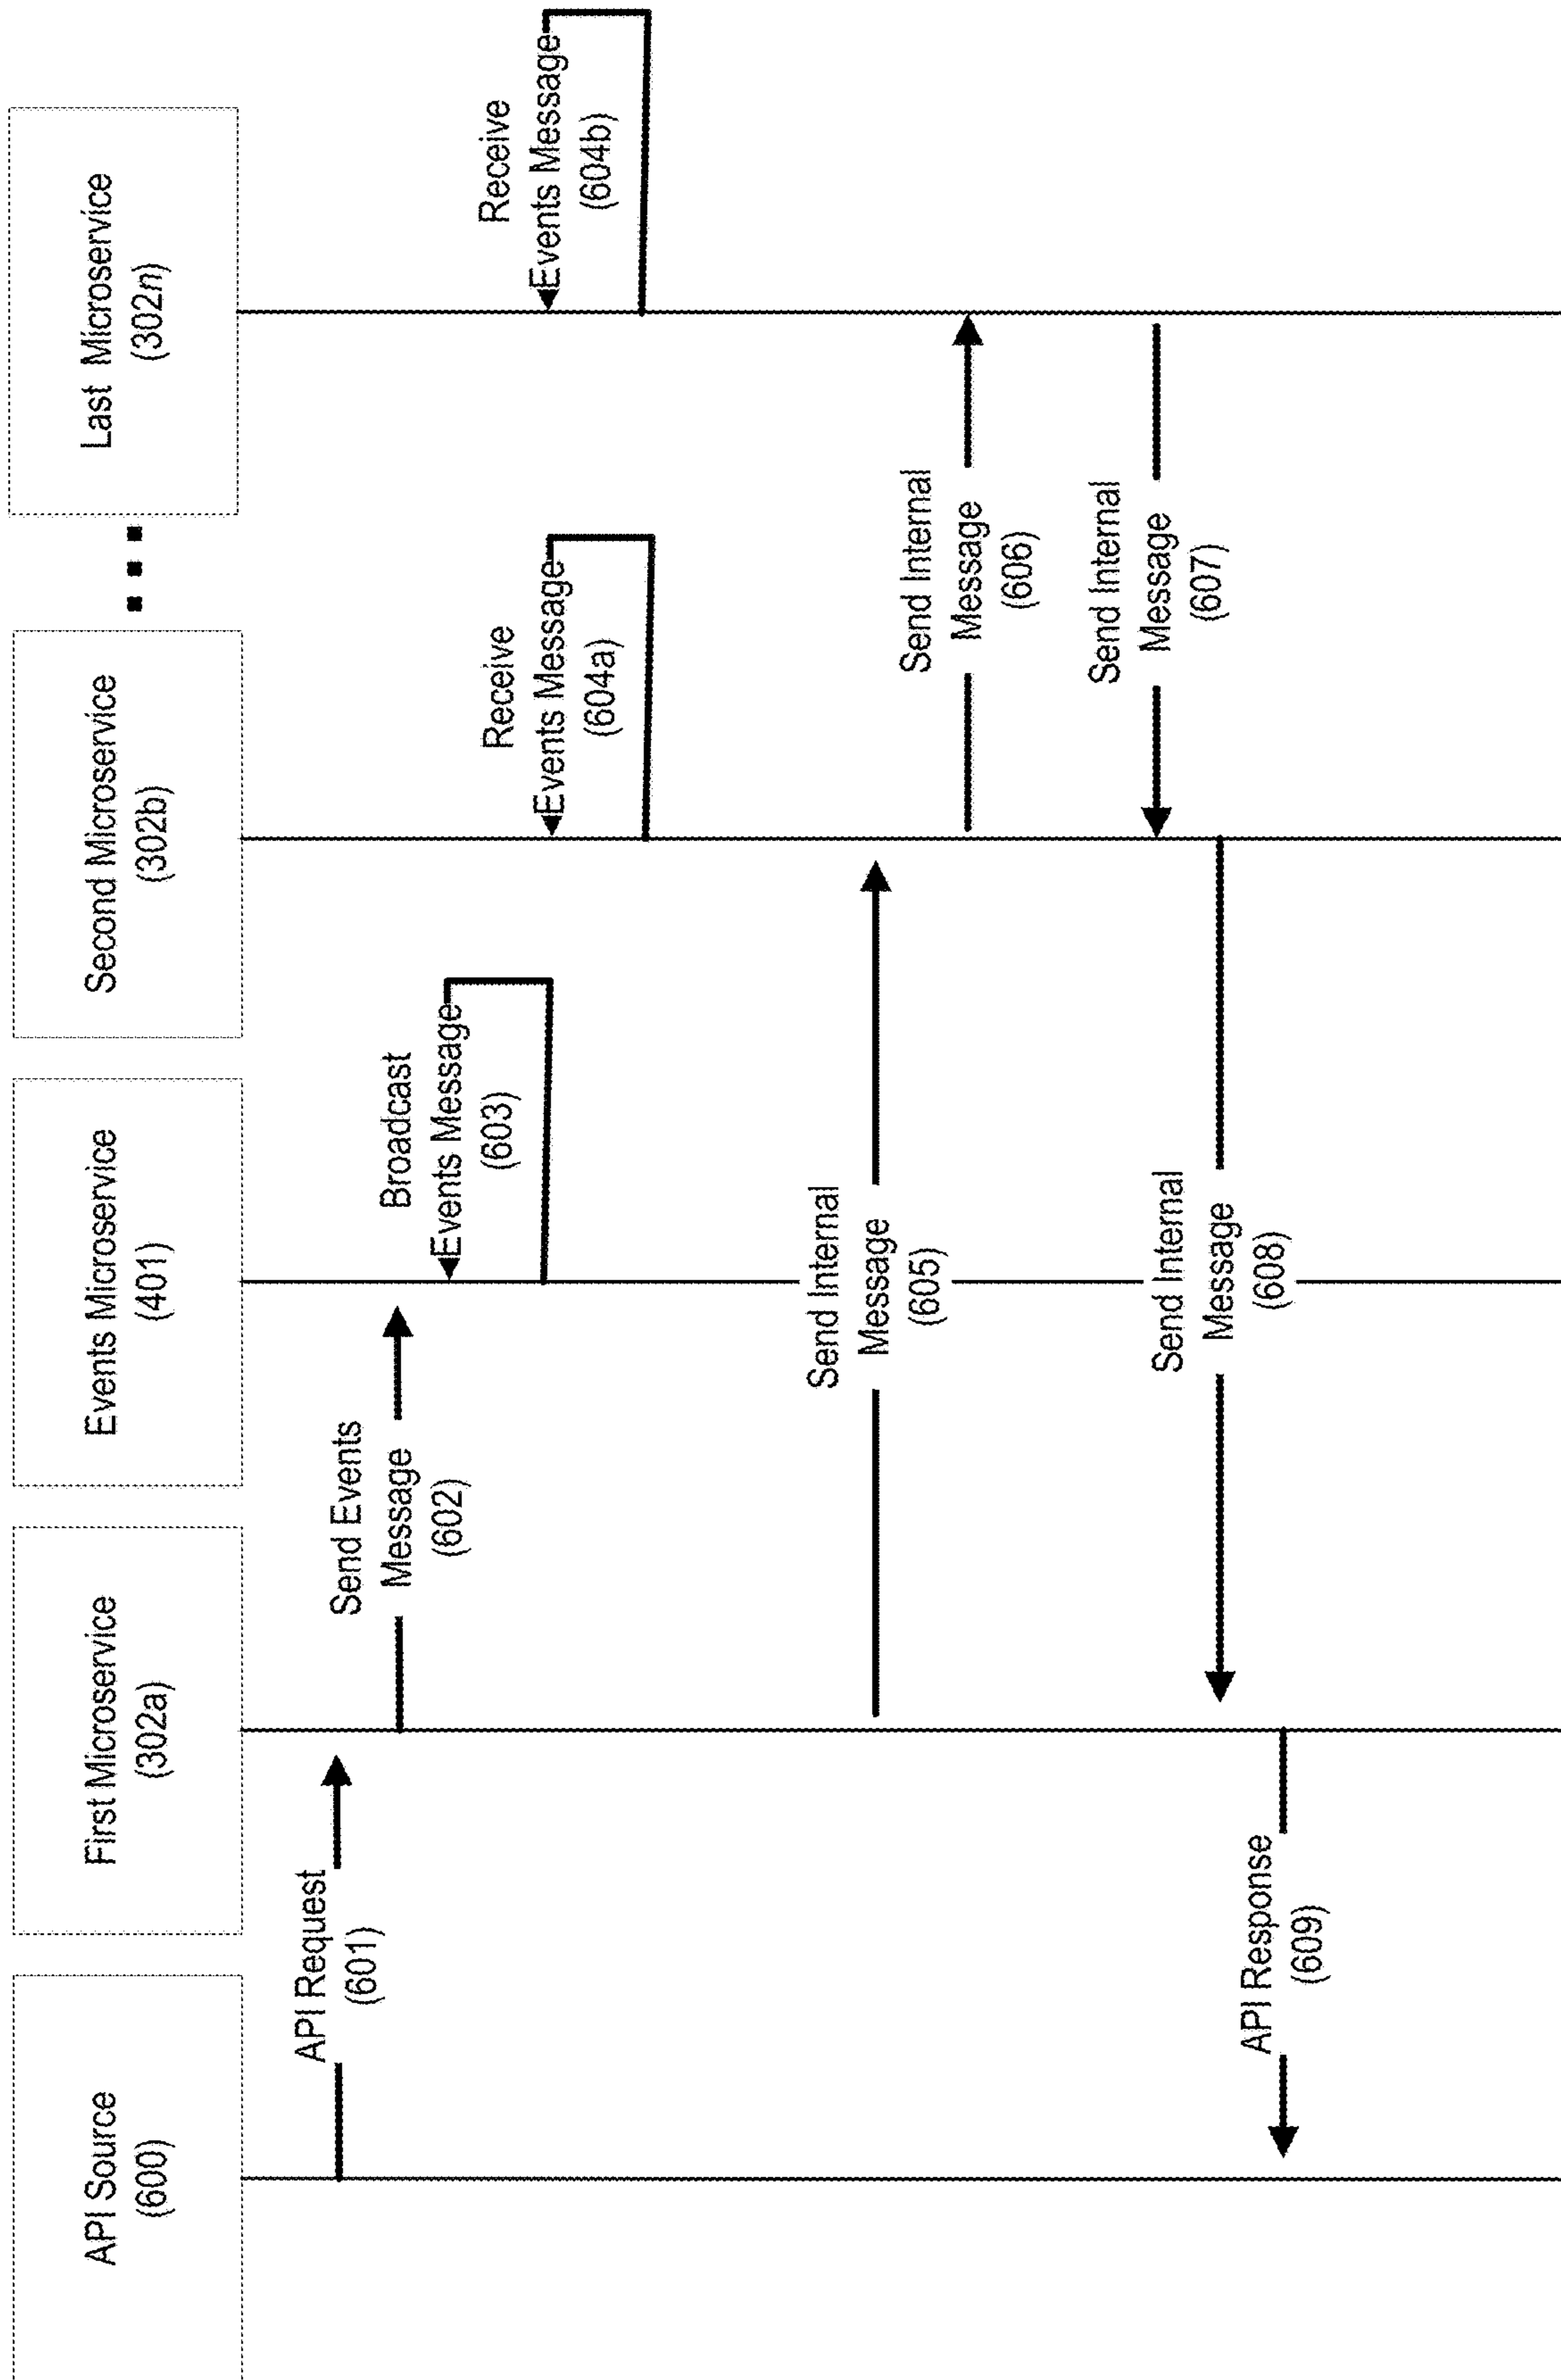 API Source
(600)
First Microservice
(302a)
Events Microservice
(401)
Second Microservice
(302b)
Last Microservice
(302n)
API Request
(601)
Send Events
Message
(602)
Broadcast
Events Message
(603)
Receive
Events Message
(604a)
Receive
Events Message
(604b)
Send Internal
Message
(605)
Send Internal
Message
(606)
Send Internal
Message
(607)
Send Internal
Message
(608)
API Response
(609)